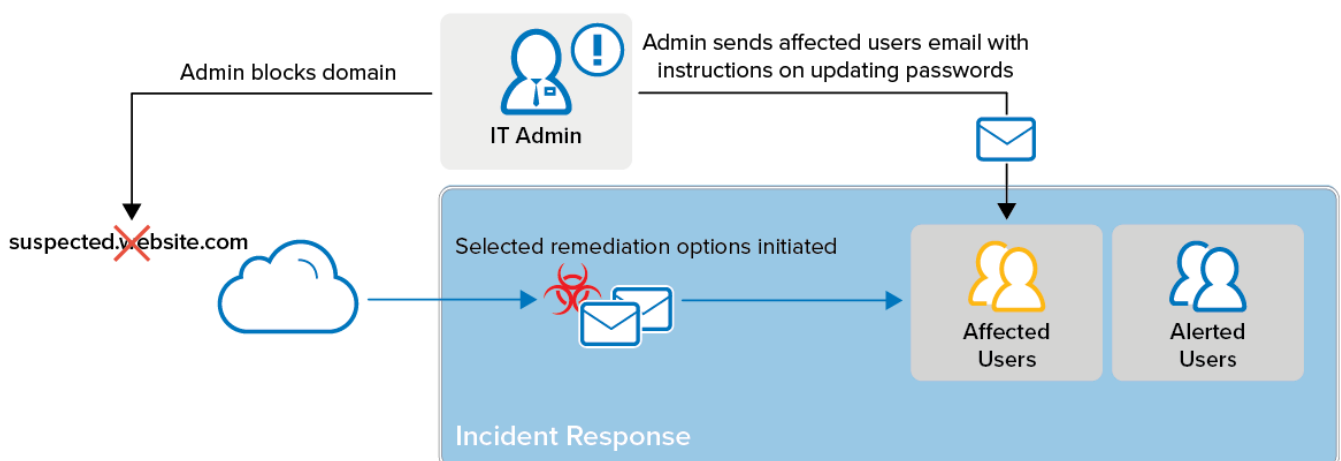 Admin blocks domain
IT Admin
Admin sends affected users email with
instructions on updating passwords
suspected.website.com
Selected remediation options initiated
Affected
Users
Alerted
Users
Incident Response